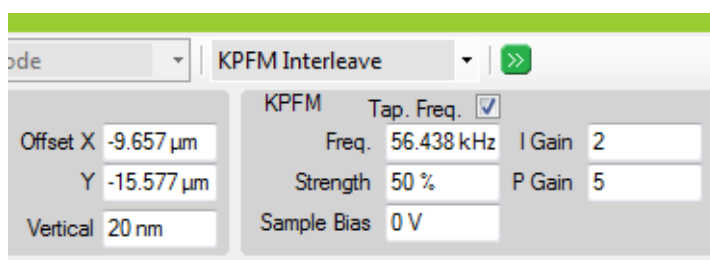 ode KPFM Interleave
KPFM Tap. Freq.
Offset X -9.657 µm Freq. 56.438 kHz I Gain 2
Y -15.577 µm Strength 50 % P Gain 5
Vertical 20 nm Sample Bias 0 V